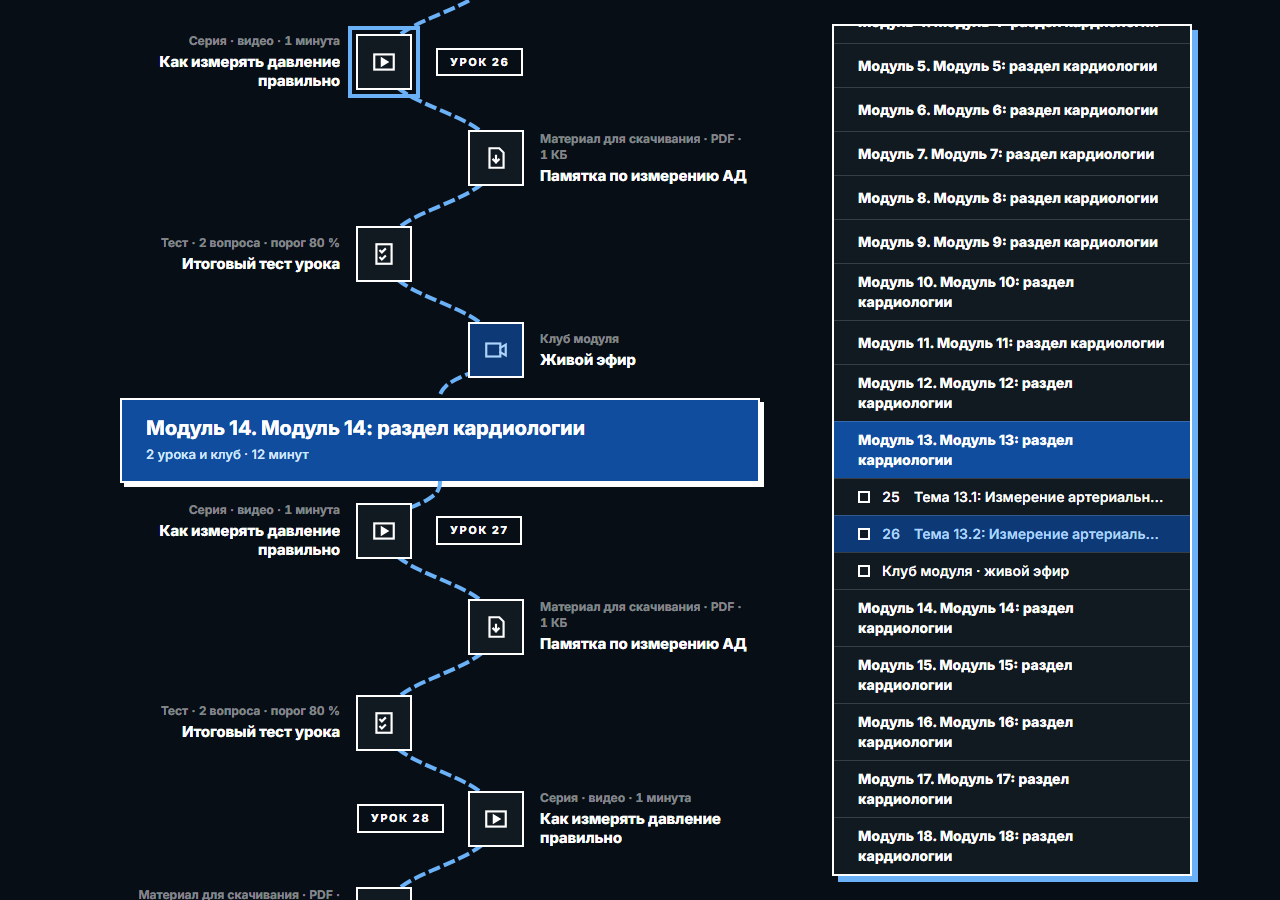 Серия · видео · 1 минута
Как измерять давление
правильно
УРОК 26
Материал для скачивания · PDF ·
1 КБ
Памятка по измерению АД
Тест · 2 вопроса · порог 80 %
Итоговый тест урока
Клуб модуля
Живой эфир
Модуль 14. Модуль 14: раздел кардиологии
2 урока и клуб · 12 минут
Серия · видео · 1 минута
Как измерять давление
правильно
УРОК 27
Материал для скачивания · PDF ·
1 КБ
Памятка по измерению АД
Тест · 2 вопроса · порог 80 %
Итоговый тест урока
УРОК 28
Серия · видео · 1 минута
Как измерять давление
правильно
Материал для скачивания · PDF ·
Модуль 5. Модуль 5: раздел кардиологии
Модуль 6. Модуль 6: раздел кардиологии
Модуль 7. Модуль 7: раздел кардиологии
Модуль 8. Модуль 8: раздел кардиологии
Модуль 9. Модуль 9: раздел кардиологии
Модуль 10. Модуль 10: раздел
кардиологии
Модуль 11. Модуль 11: раздел кардиологии
Модуль 12. Модуль 12: раздел
кардиологии
Модуль 13. Модуль 13: раздел
кардиологии
25 Тема 13.1: Измерение артериальн...
26 Тема 13.2: Измерение артериаль...
Клуб модуля · живой эфир
Модуль 14. Модуль 14: раздел
кардиологии
Модуль 15. Модуль 15: раздел
кардиологии
Модуль 16. Модуль 16: раздел
кардиологии
Модуль 17. Модуль 17: раздел
кардиологии
Модуль 18. Модуль 18: раздел
кардиологии